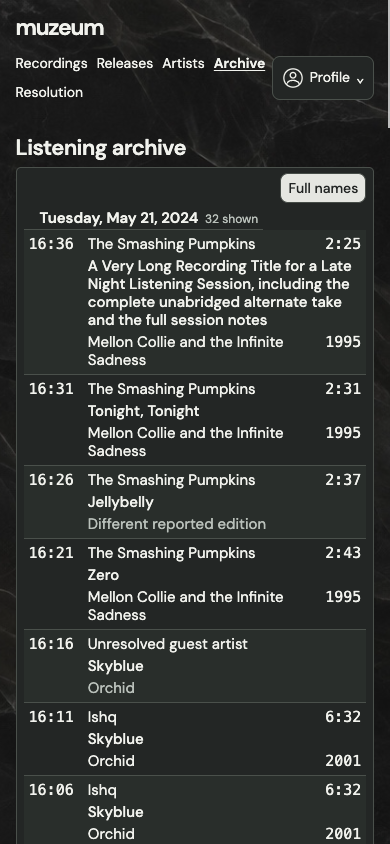 muzeum
Recordings Releases Artists Archive
Profile
Resolution
Listening archive
Full names
Tuesday, May 21, 2024 32 shown
16:36 The Smashing Pumpkins 2:25
A Very Long Recording Title for a Late
Night Listening Session, including the
complete unabridged alternate take
and the full session notes
Mellon Collie and the Infinite 1995
Sadness
16:31 The Smashing Pumpkins 2:31
Tonight, Tonight
Mellon Collie and the Infinite 1995
Sadness
16:26 The Smashing Pumpkins 2:37
Jellybelly
Different reported edition
16:21 The Smashing Pumpkins 2:43
Zero
Mellon Collie and the Infinite 1995
Sadness
16:16 Unresolved guest artist
Skyblue
Orchid
16:11 Ishq 6:32
Skyblue
Orchid 2001
16:06 Ishq 6:32
Skyblue
Orchid 2001